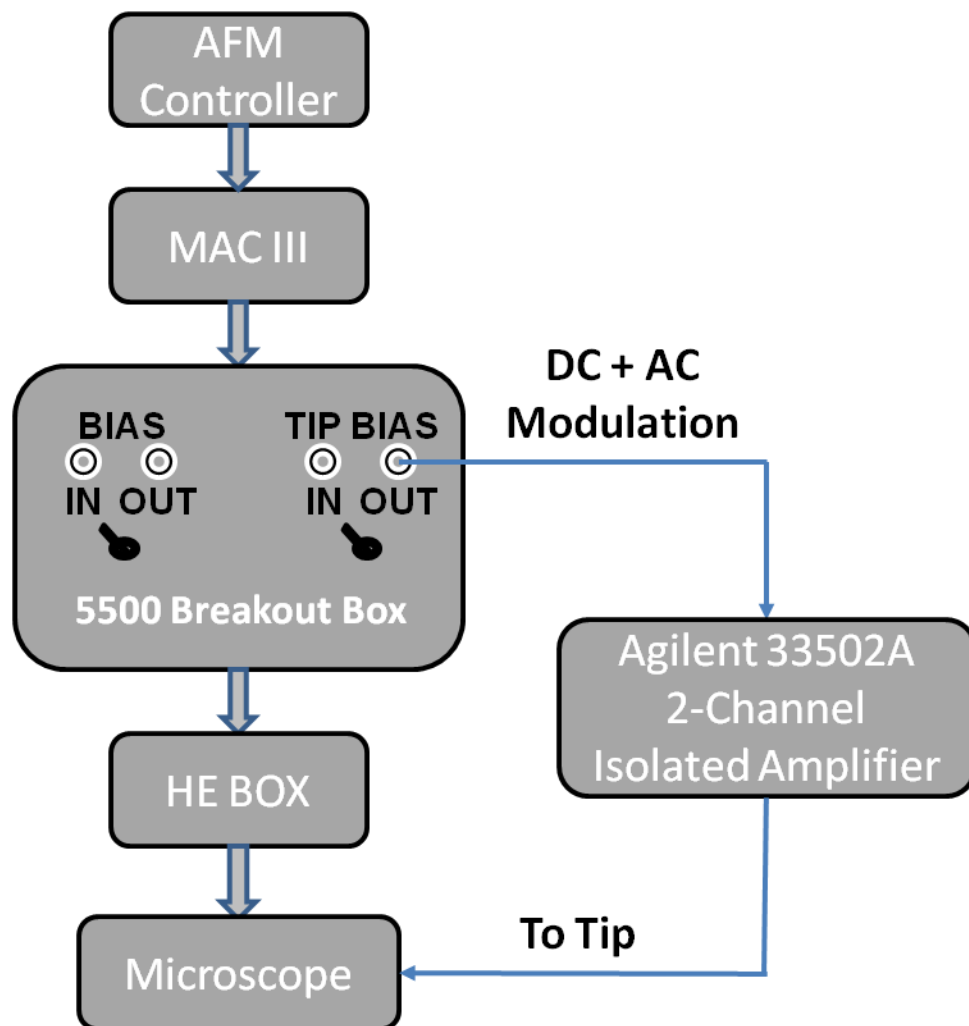 AFM
Controller
MAC III
DC + AC
Modulation
BIAS
TIP BIAS
IN OUT
IN OUT
5500 Breakout Box
Agilent 33502A
2-Channel
Isolated Amplifier
HE BOX
To Tip
Microscope